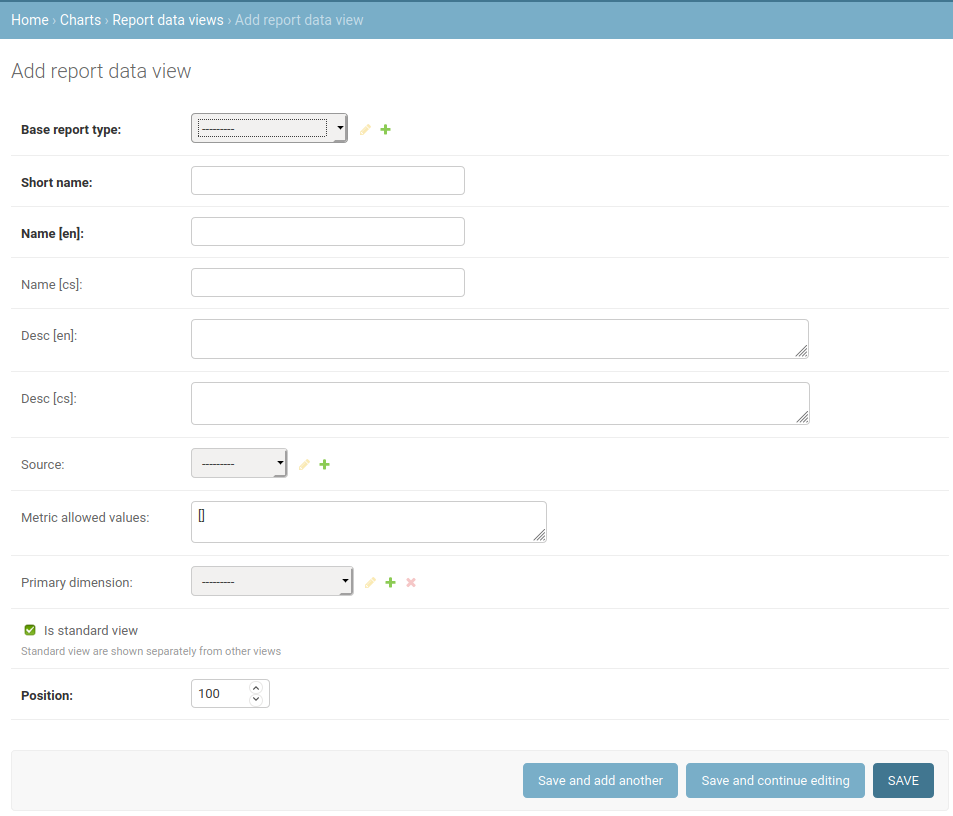 Home › Charts › Report data views › Add report data view
Add report data view
Base report type: ---------
Short name:
Name [en]:
Name [cs]:
Desc [en]:
Desc [cs]:
Source: ---------
Metric allowed values: []
Primary dimension: ---------
Is standard view
Standard view are shown separately from other views
Position: 100
Save and add another Save and continue editing SAVE